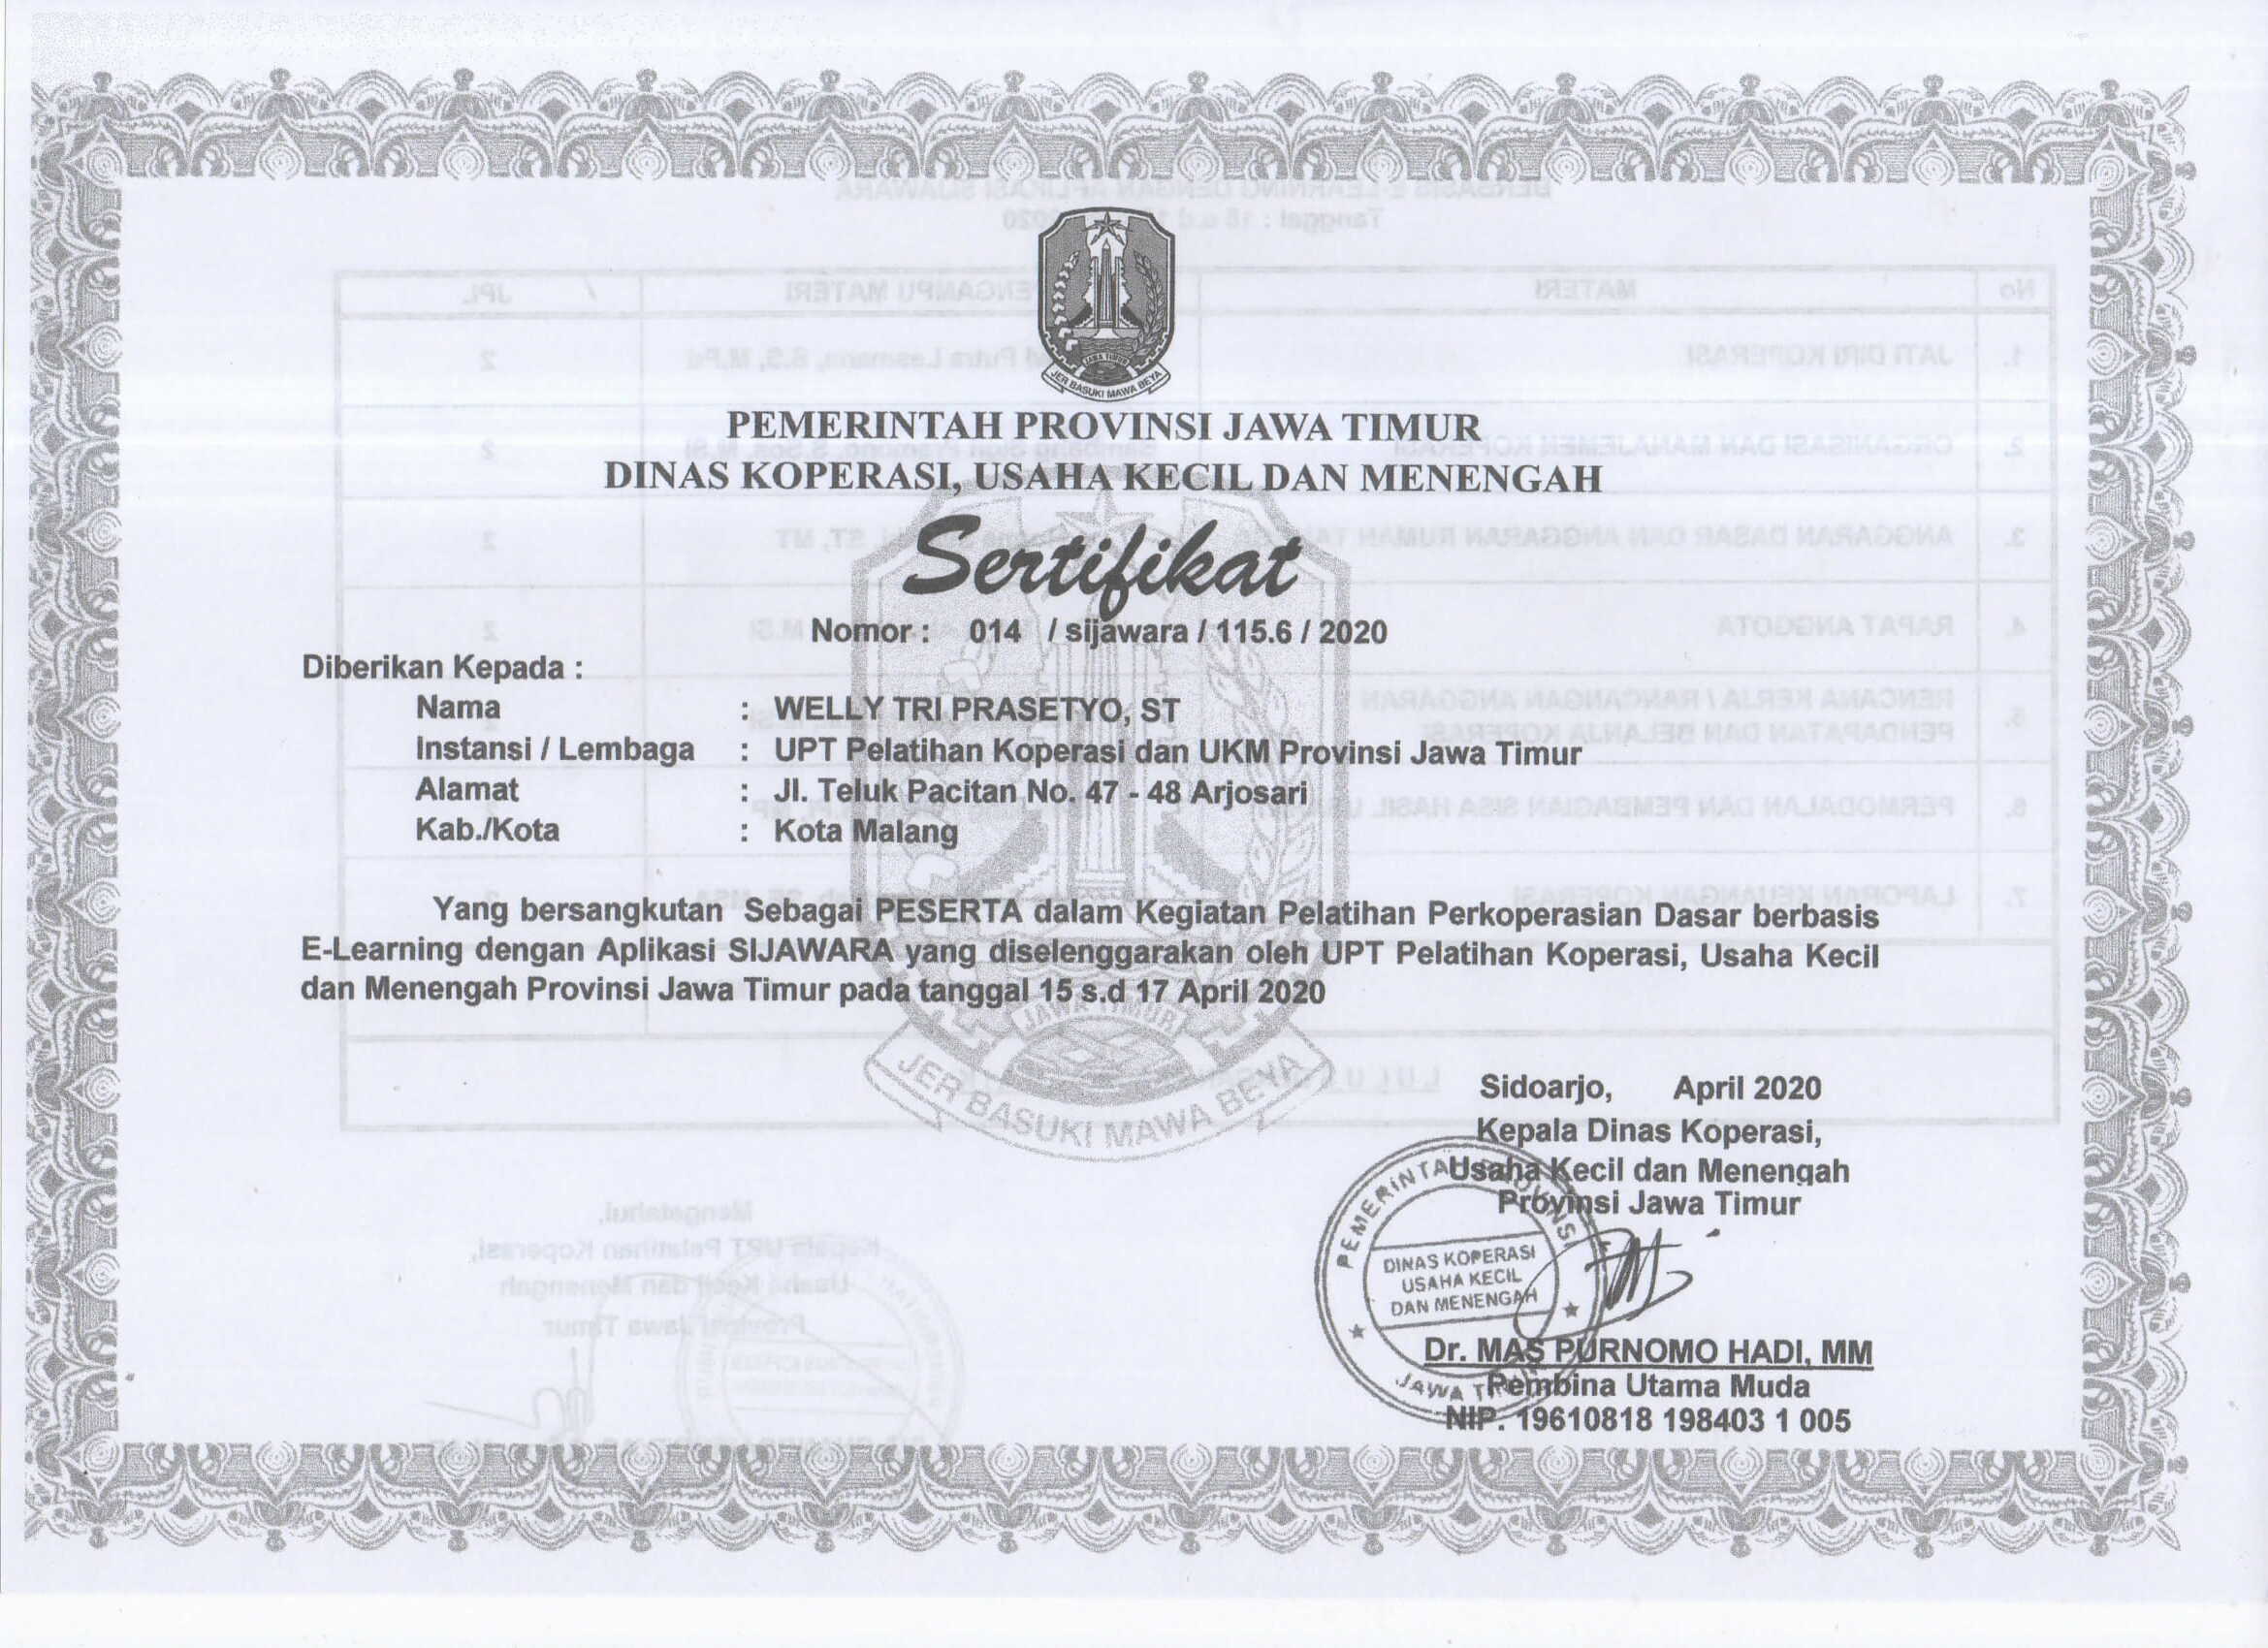 JAWA TIMUR
JER BASUKI MAWA BEYA
PEMERINTAH PROVINSI JAWA TIMUR
DINAS KOPERASI, USAHA KECIL DAN MENENGAH
Sertifikat
Nomor : 014 / sijawara / 115.6 / 2020
Diberikan Kepada :
Nama : WELLY TRI PRASETYO, ST
Instansi / Lembaga : UPT Pelatihan Koperasi dan UKM Provinsi Jawa Timur
Alamat : Jl. Teluk Pacitan No. 47 - 48 Arjosari
Kab./Kota : Kota Malang
Yang bersangkutan Sebagai PESERTA dalam Kegiatan Pelatihan Perkoperasian Dasar berbasis
E-Learning dengan Aplikasi SIJAWARA yang diselenggarakan oleh UPT Pelatihan Koperasi, Usaha Kecil
dan Menengah Provinsi Jawa Timur pada tanggal 15 s.d 17 April 2020
JAWA TIMUR
JER BASUKI MAWA BEYA
Sidoarjo, April 2020
Kepala Dinas Koperasi,
Usaha Kecil dan Menengah
Provinsi Jawa Timur
PEMERINTAH PROVINSI
DINAS KOPERASI
USAHA KECIL
DAN MENENGAH
JAWA TIMUR
Dr. MAS PURNOMO HADI, MM
Pembina Utama Muda
NIP. 19610818 198403 1 005